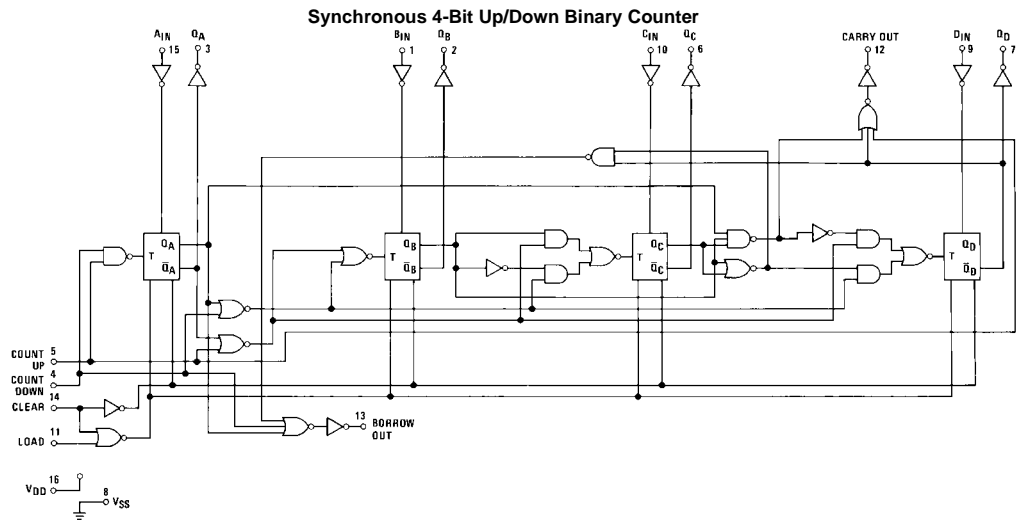 Synchronous 4-Bit Up/Down Binary Counter
AIN 15
QA 3
BIN 1
QB 2
CIN 10
QC 6
CARRY OUT 12
DIN 9
QD 7
T QA Q̅A
T QB Q̅B
T QC Q̅C
T QD Q̅D
COUNT UP 5
COUNT DOWN 4
CLEAR 14
LOAD 11
13 BORROW OUT
VDD 16
8 VSS